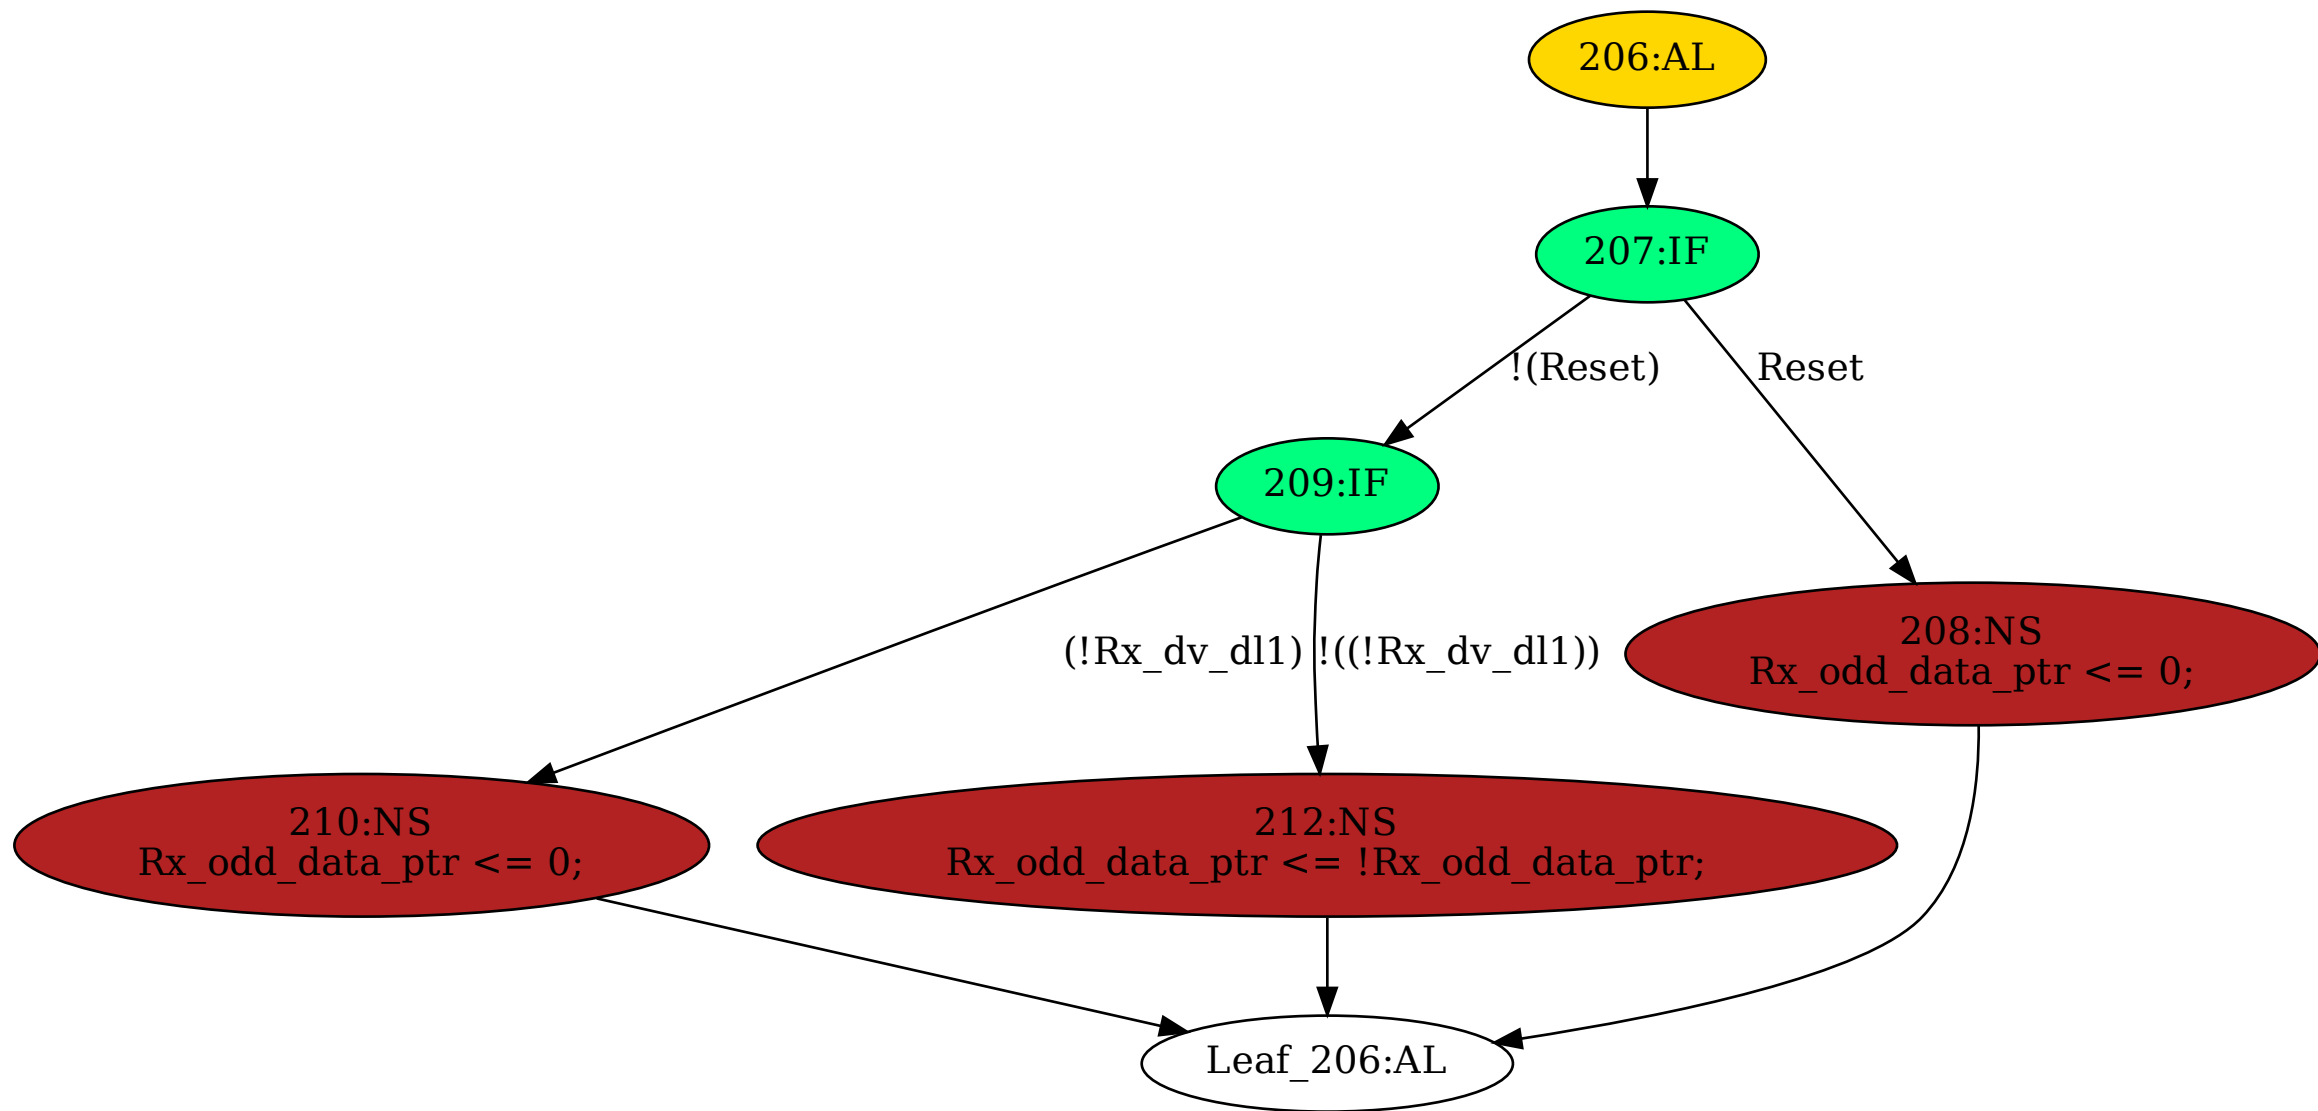 206:AL
207:IF
!(Reset)
Reset
209:IF
(!Rx_dv_dl1)
!((!Rx_dv_dl1))
208:NS
Rx_odd_data_ptr <= 0;
210:NS
Rx_odd_data_ptr <= 0;
212:NS
Rx_odd_data_ptr <= !Rx_odd_data_ptr;
Leaf_206:AL